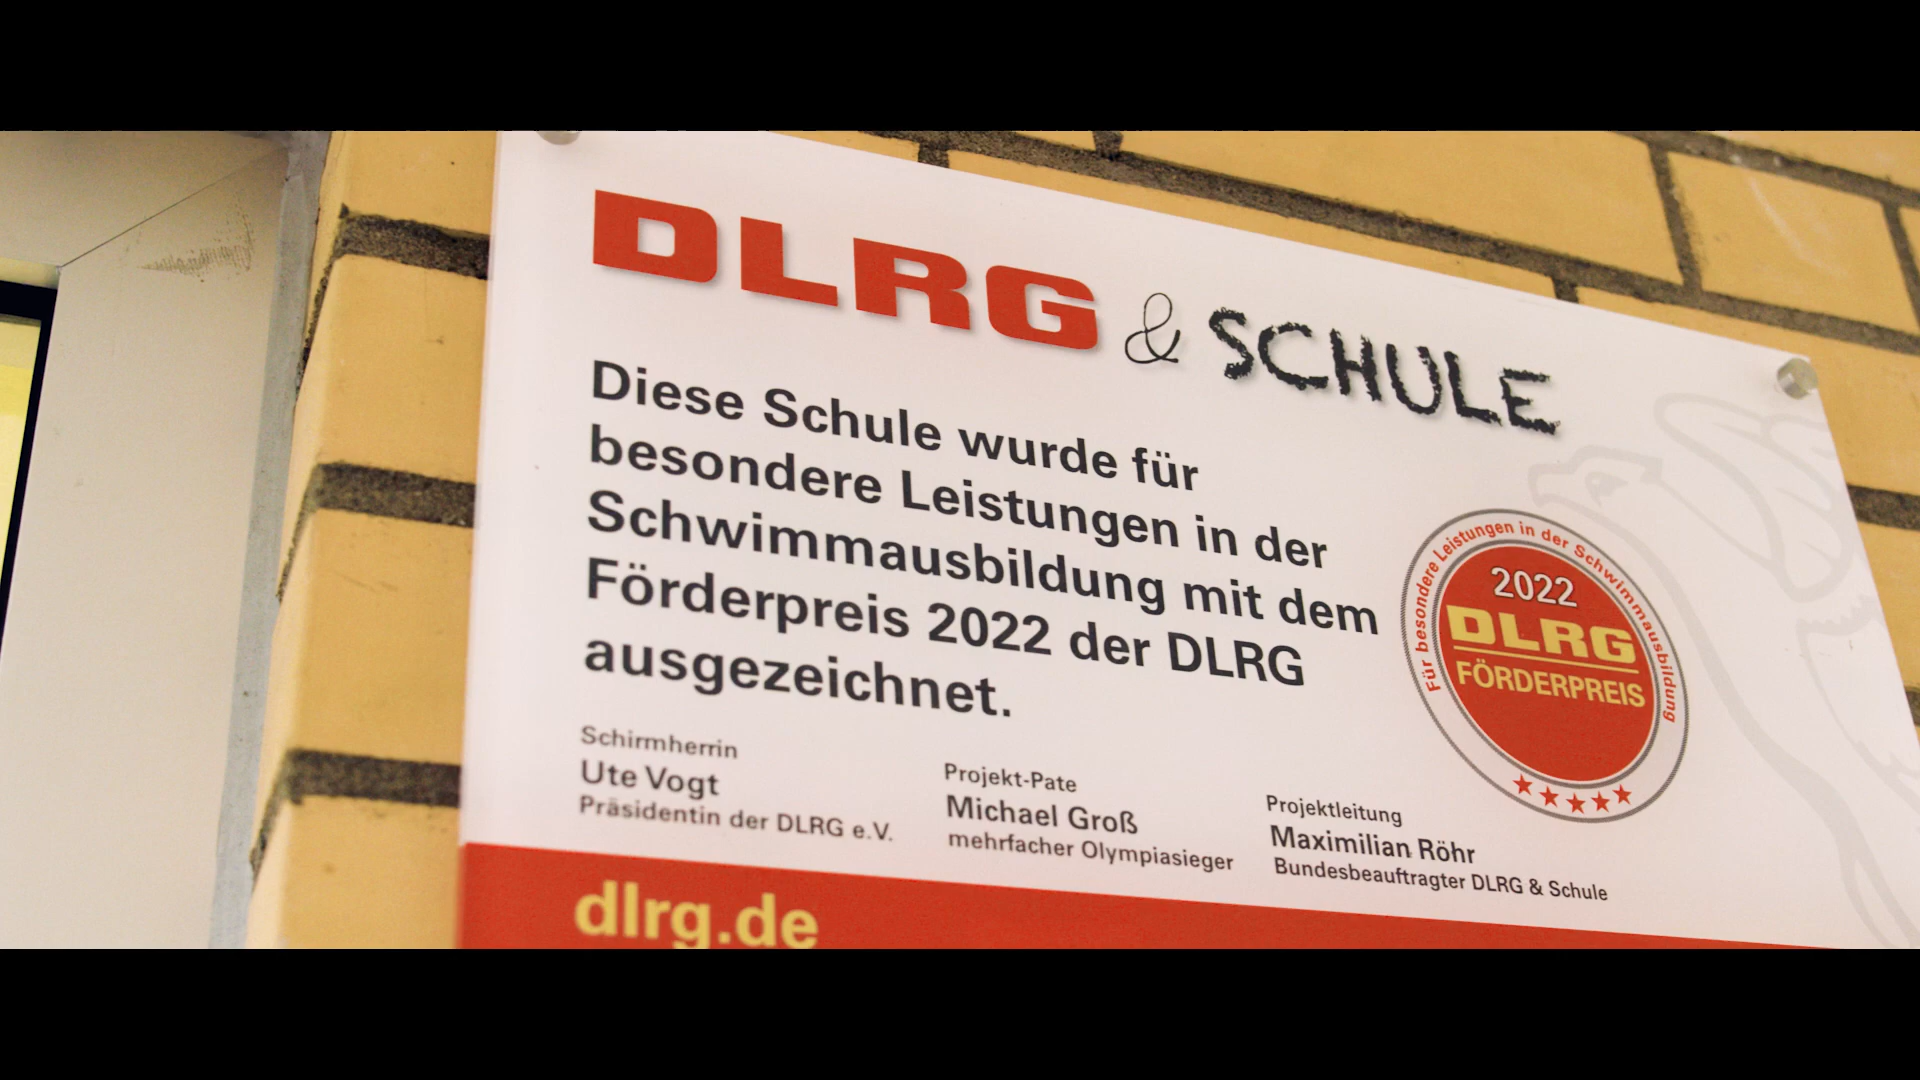 DLRG & SCHULE
Diese Schule wurde für
besondere Leistungen in der
Schwimmausbildung mit dem
Förderpreis 2022 der DLRG
ausgezeichnet.
Für besondere Leistungen in der Schwimmausbildung
2022
DLRG
FÖRDERPREIS
Schirmherrin
Ute Vogt
Präsidentin der DLRG e.V.
Projekt-Pate
Michael Groß
mehrfacher Olympiasieger
Projektleitung
Maximilian Röhr
Bundesbeauftragter DLRG & Schule
dlrg.de